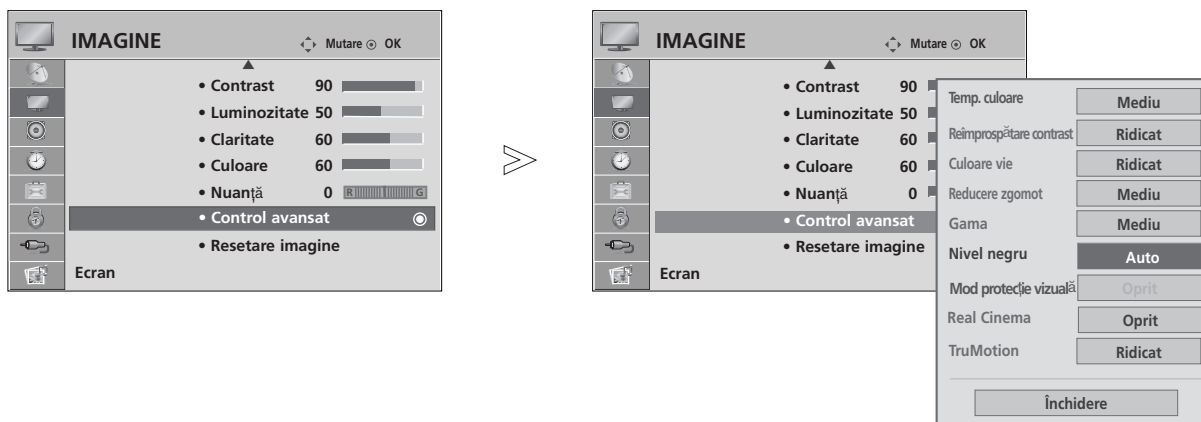 IMAGINE Mutare OK
• Contrast 90
• Luminozitate 50
• Claritate 60
• Culoare 60
• Nuanță 0 R G
• Control avansat
• Resetare imagine
Ecran
IMAGINE Mutare OK
• Contrast 90
• Luminozitate 50
• Claritate 60
• Culoare 60
• Nuanță 0
• Control avansat
• Resetare imagine
Ecran
Temp. culoare Mediu
Reîmprospătare contrast Ridicat
Culoare vie Ridicat
Reducere zgomot Mediu
Gama Mediu
Nivel negru Auto
Mod protecţie vizuală Oprit
Real Cinema Oprit
TruMotion Ridicat
Închidere